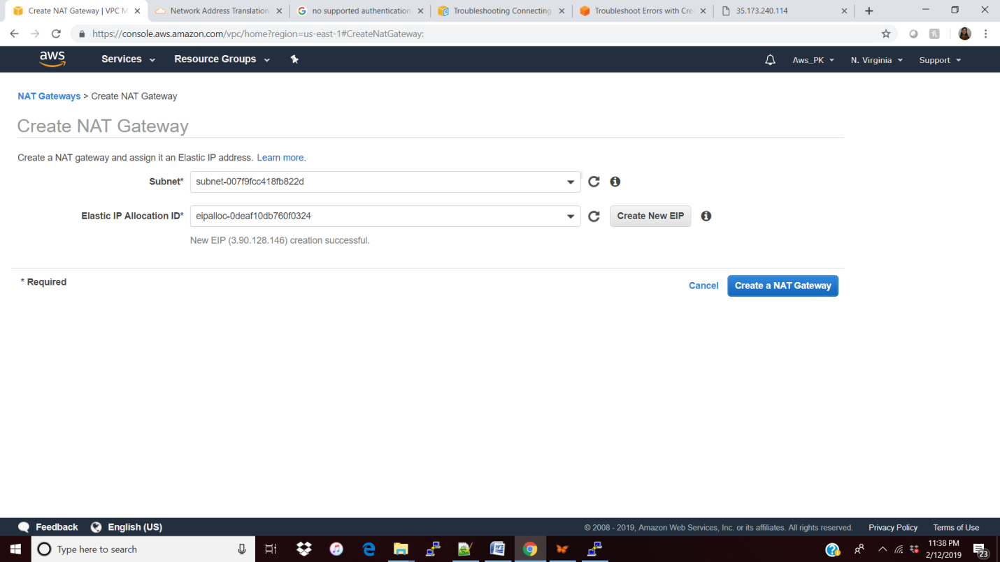 Create NAT Gateway | VPC M
Network Address Translation
no supported authentication
Troubleshooting Connecting
Troubleshoot Errors with Cre
35.173.240.114
https://console.aws.amazon.com/vpc/home?region=us-east-1#CreateNatGateway:
aws Services Resource Groups Aws_PK N. Virginia Support
NAT Gateways > Create NAT Gateway
Create NAT Gateway
Create a NAT gateway and assign it an Elastic IP address. Learn more.
Subnet* subnet-007f9fcc418fb822d
Elastic IP Allocation ID* eipalloc-0deaf10db760f0324 Create New EIP
New EIP (3.90.128.146) creation successful.
* Required
Cancel Create a NAT Gateway
Feedback English (US) © 2008 - 2019, Amazon Web Services, Inc. or its affiliates. All rights reserved. Privacy Policy Terms of Use
Type here to search
11:38 PM
2/12/2019
23